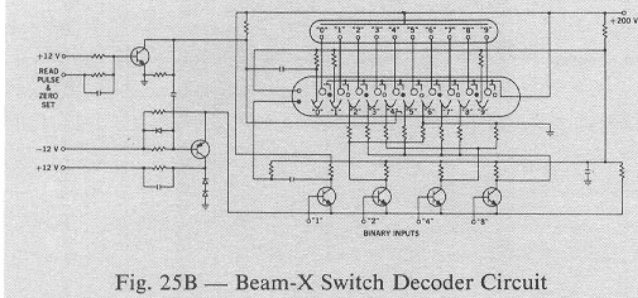 +200 V
"0" "1" "2" "3" "4" "5" "6" "7" "8" "9"
+12 V
READ
PULSE
&
ZERO
SET
"0" "1" "2" "3" "4" "5" "6" "7" "8" "9"
-12 V
+12 V
"1" "2" "4" "8"
BINARY INPUTS
Fig. 25B — Beam-X Switch Decoder Circuit